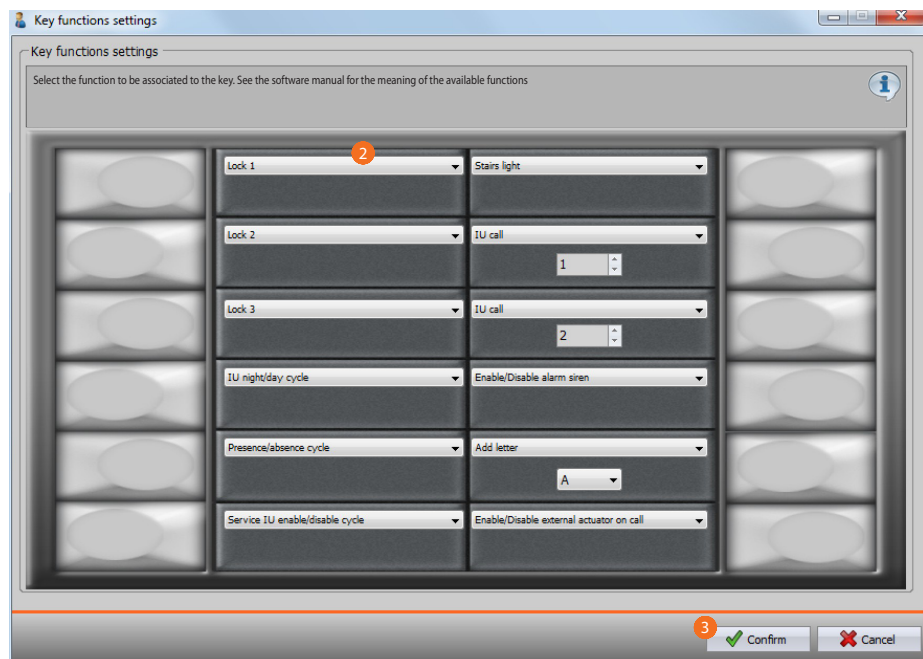 Key functions settings
Key functions settings
Select the function to be associated to the key. See the software manual for the meaning of the available functions
2
Lock 1
Stairs light
Lock 2
IU call
1
Lock 3
IU call
2
IU night/day cycle
Enable/Disable alarm siren
Presence/absence cycle
Add letter
A
Service IU enable/disable cycle
Enable/Disable external actuator on call
3
Confirm
Cancel